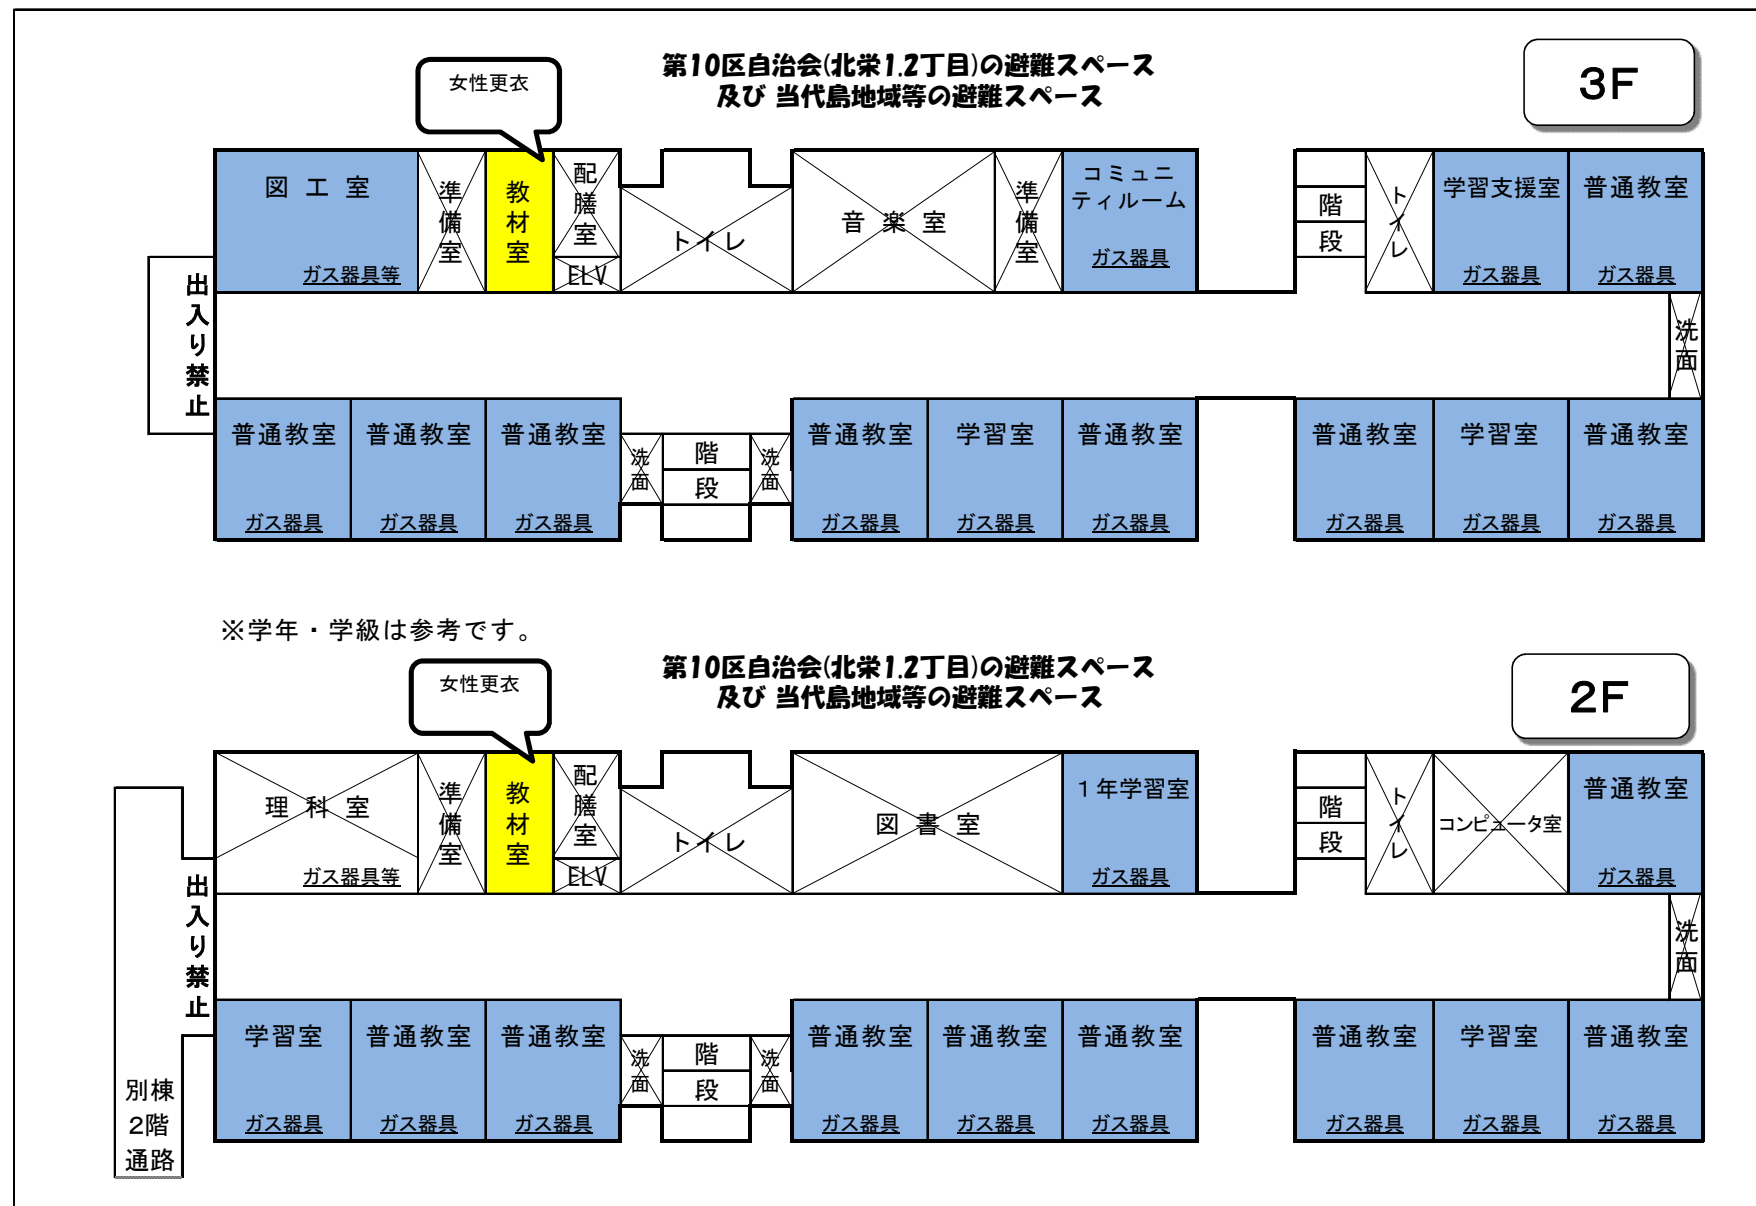 第10区自治会(北栄1.2丁目)の避難スペース
及び 当代島地域等の避難スペース
3F
女性更衣
図 工 室
ガス器具等
準備室
教材室
配膳室
ELV
トイレ
音 楽 室
準備室
コミュニ
ティルーム
ガス器具
階
段
トイレ
学習支援室
ガス器具
普通教室
ガス器具
出入り禁止
洗面
普通教室
ガス器具
普通教室
ガス器具
普通教室
ガス器具
洗面
階
段
洗面
普通教室
ガス器具
学習室
ガス器具
普通教室
ガス器具
普通教室
ガス器具
学習室
ガス器具
普通教室
ガス器具
※学年・学級は参考です。
第10区自治会(北栄1.2丁目)の避難スペース
及び 当代島地域等の避難スペース
2F
女性更衣
理 科 室
ガス器具等
準備室
教材室
配膳室
ELV
トイレ
図 書 室
1年学習室
ガス器具
階
段
トイレ
コンピュータ室
普通教室
ガス器具
出入り禁止
洗面
別棟
2階
通路
学習室
ガス器具
普通教室
ガス器具
普通教室
ガス器具
洗面
階
段
洗面
普通教室
ガス器具
普通教室
ガス器具
普通教室
ガス器具
普通教室
ガス器具
学習室
ガス器具
普通教室
ガス器具